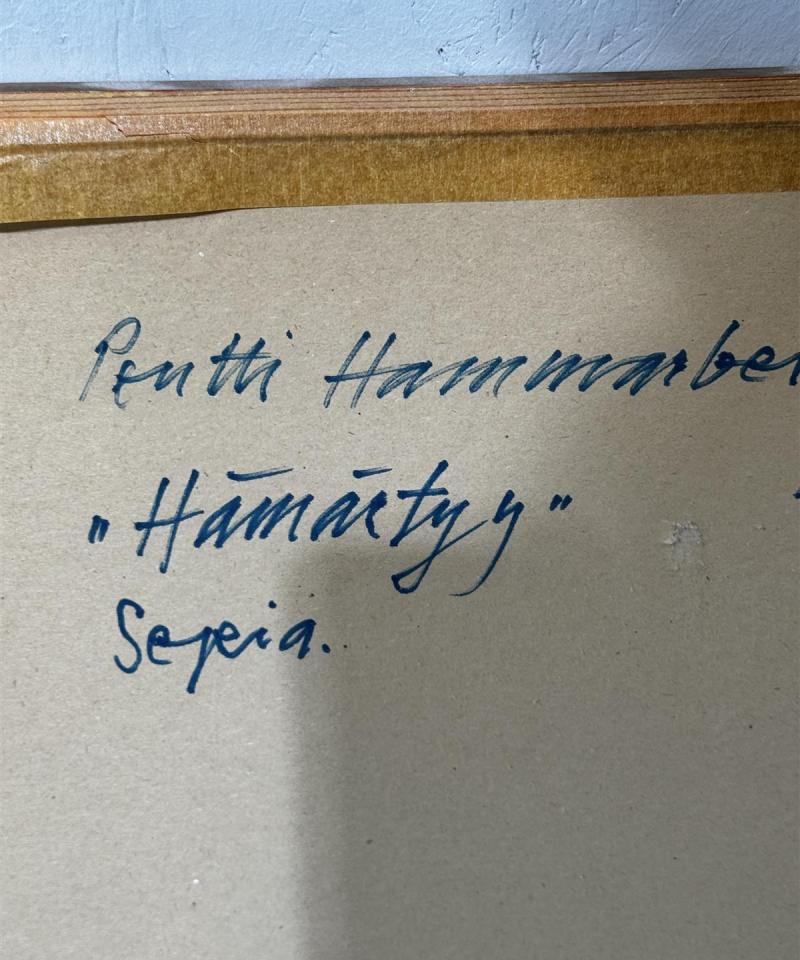 Pentti Hammarber
"Hämärtyy"
Sepia.